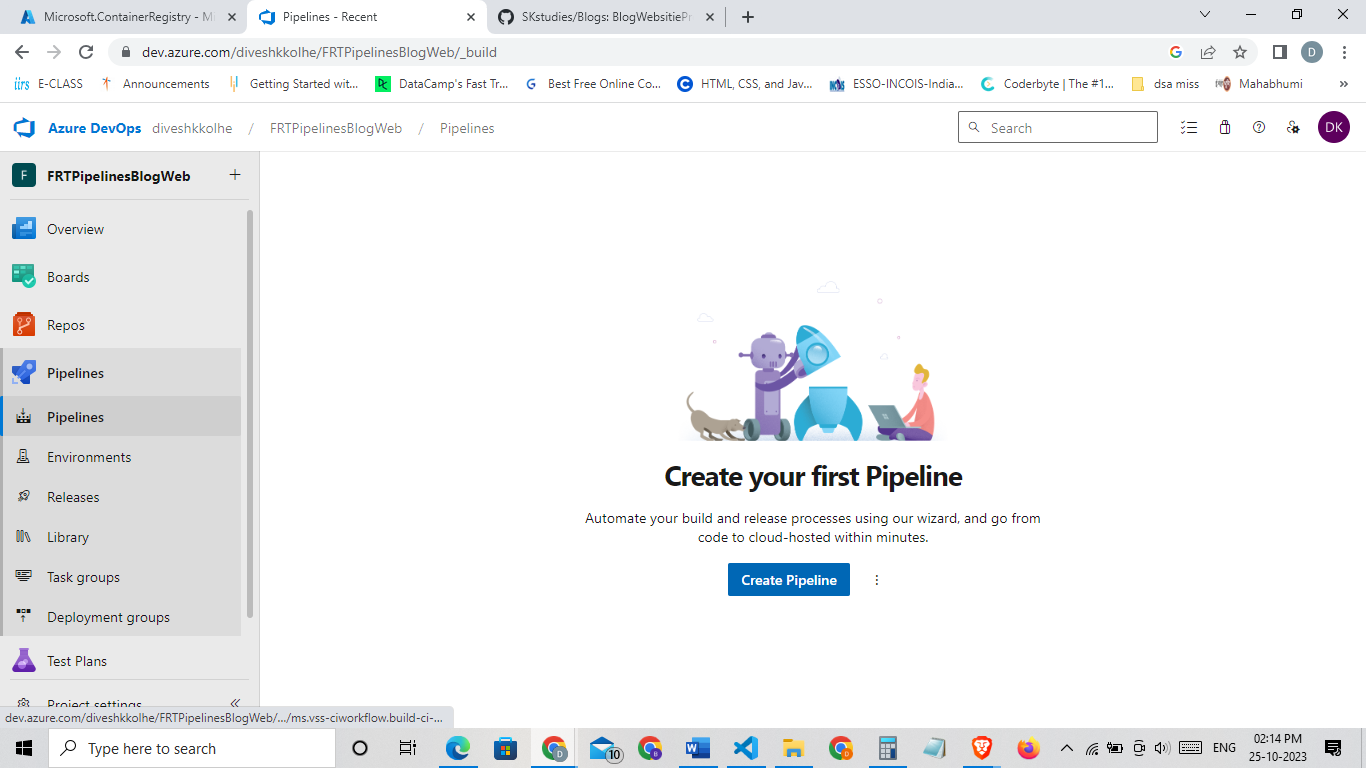 Microsoft.ContainerRegistry - Mi
Pipelines - Recent
SKstudies/Blogs: BlogWebsitiePr
dev.azure.com/diveshkkolhe/FRTPipelinesBlogWeb/_build
D
iirs E-CLASS
Announcements
Getting Started wit...
DC DataCamp's Fast Tr...
G Best Free Online Co...
C HTML, CSS, and Jav...
ESSO-INCOIS-India...
C Coderbyte | The #1...
dsa miss
Mahabhumi
»
Azure DevOps diveshkkolhe / FRTPipelinesBlogWeb / Pipelines
Search
DK
F FRTPipelinesBlogWeb +
Overview
Boards
Repos
Pipelines
Pipelines
Environments
Releases
Library
Task groups
Deployment groups
Test Plans
Project settings
Create your first Pipeline
Automate your build and release processes using our wizard, and go from
code to cloud-hosted within minutes.
Create Pipeline
dev.azure.com/diveshkkolhe/FRTPipelinesBlogWeb/.../ms.vss-ciworkflow.build-ci-...
Type here to search
10
ENG
02:14 PM
25-10-2023